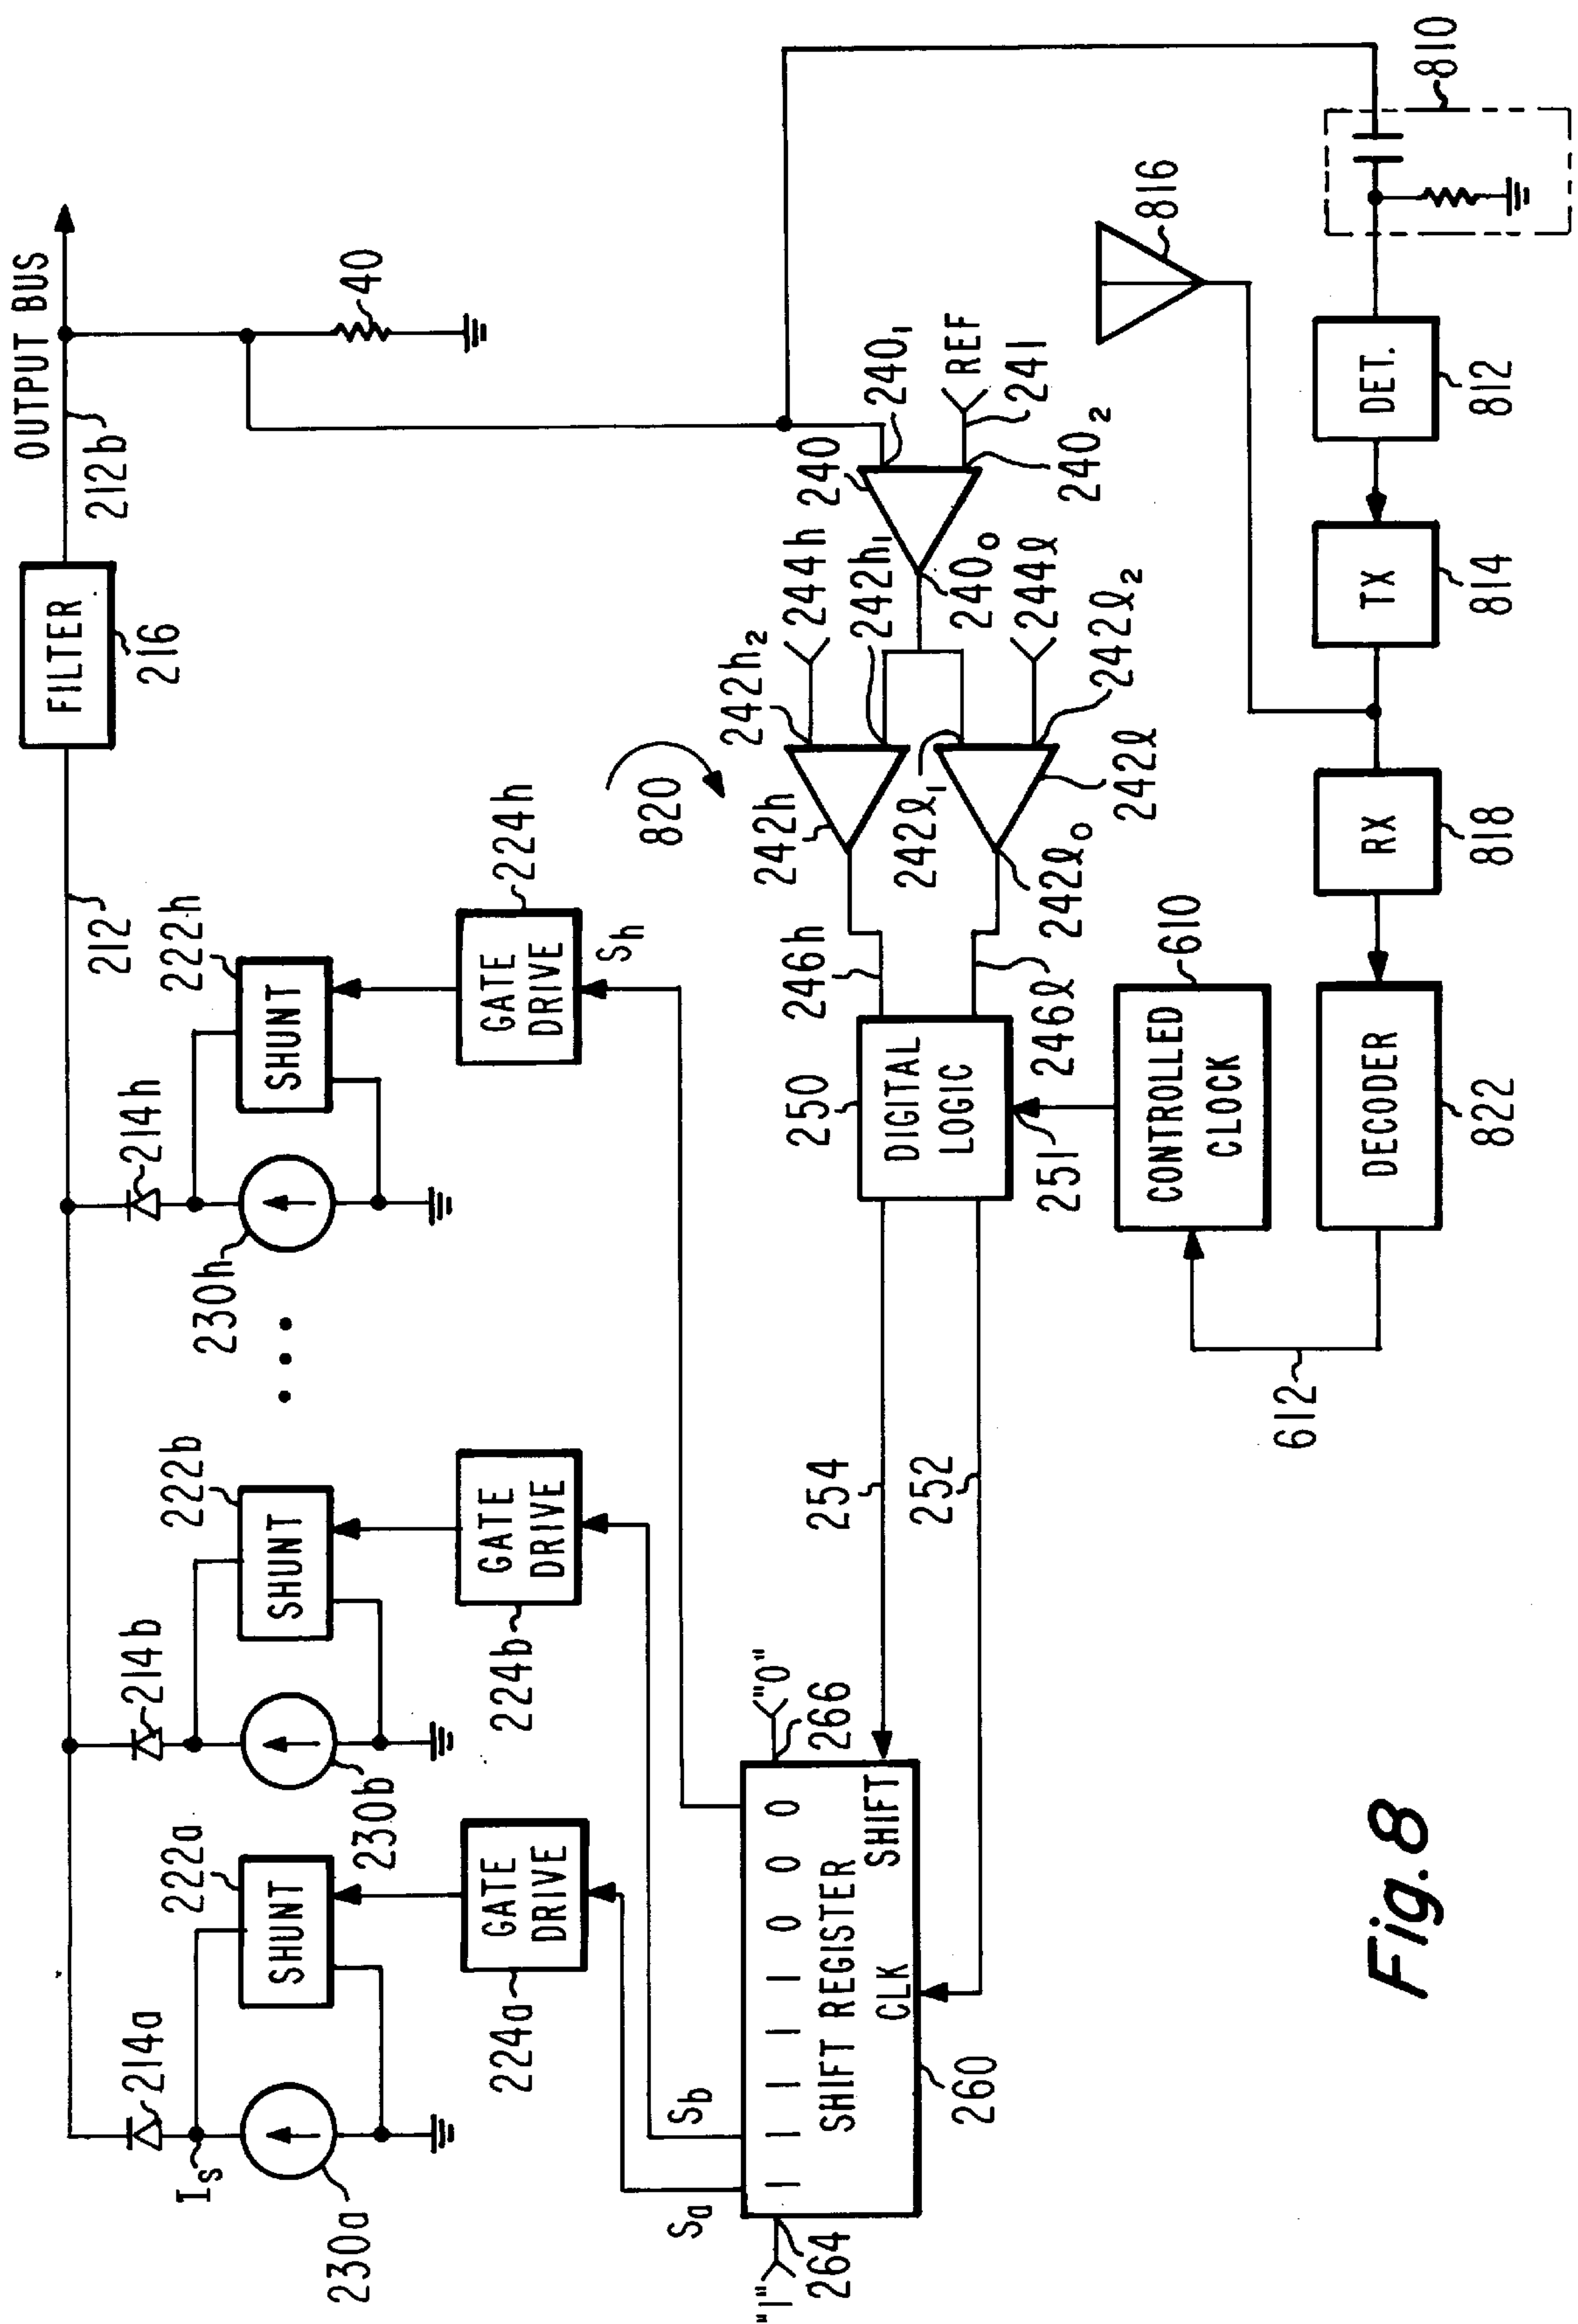 OUTPUT BUS
FILTER
216
212b
212
40
214a
222a
SHUNT
Is
230a
214b
222b
SHUNT
230b
214h
222h
SHUNT
230h
GATE
DRIVE
224a
GATE
DRIVE
224b
GATE
DRIVE
224h
Sa
Sb
Sh
"1"
264
1 1 1 1 1 0 0 0
SHIFT REGISTER
CLK
SHIFT
260
"0"
266
254
252
820
250
DIGITAL
LOGIC
251
246h
246ℓ
242h
242h₂
244h
242h₁
242ℓ₁
242ℓ₀
242ℓ
242ℓ₂
244ℓ
240
240₁
REF
241
240₂
240₀
CONTROLLED
CLOCK
610
612
DECODER
822
RX
818
TX
814
DET.
812
816
810
Fig.8